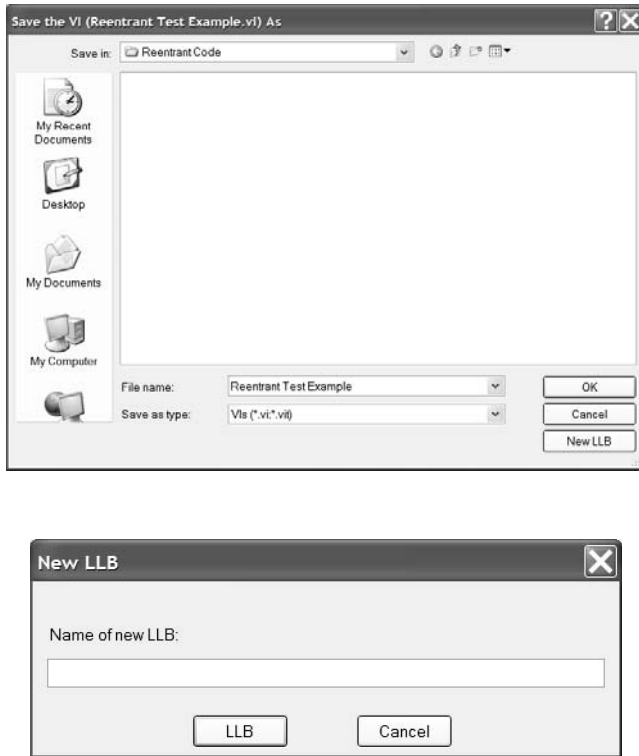 Save the VI (Reentrant Test Example.vi) As
Save in: Reentrant Code
My Recent
Documents
Desktop
My Documents
My Computer
File name: Reentrant Test Example OK
Save as type: VIs (*.vi;*.vit) Cancel
New LLB
New LLB
Name of new LLB:
LLB Cancel